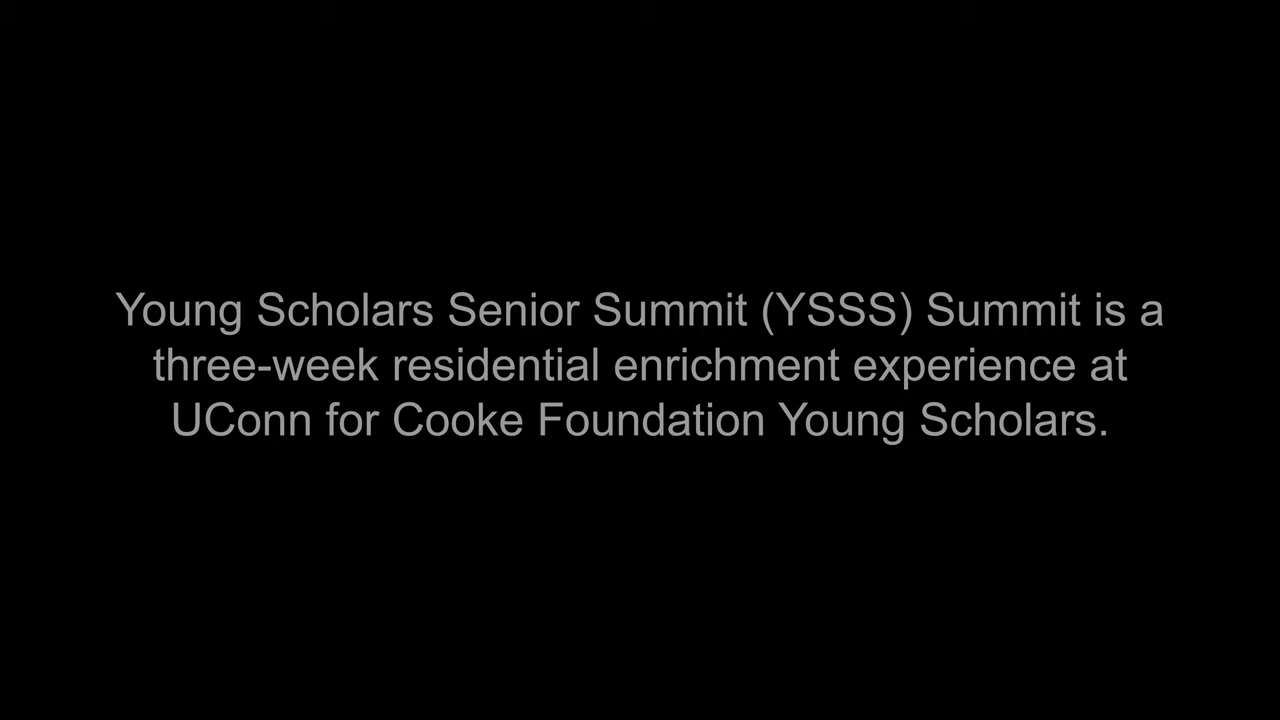 Young Scholars Senior Summit (YSSS) Summit is a
three-week residential enrichment experience at
UConn for Cooke Foundation Young Scholars.